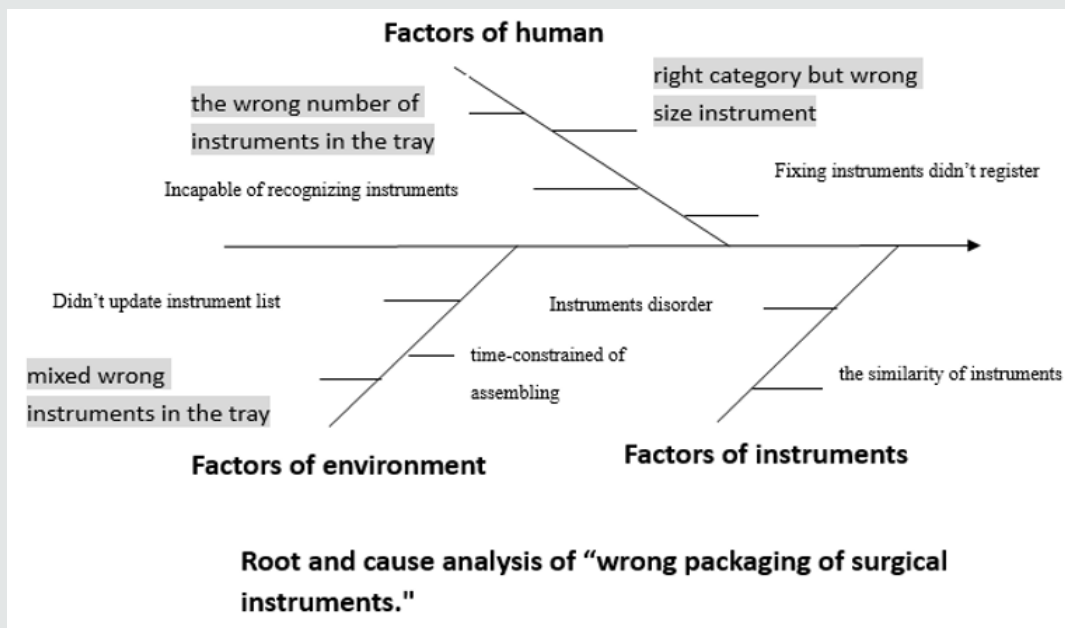 Factors of human
right category but wrong
size instrument
the wrong number of
instruments in the tray
Incapable of recognizing instruments
Fixing instruments didn’t register
Didn’t update instrument list
Instruments disorder
time-constrained of
assembling
mixed wrong
instruments in the tray
the similarity of instruments
Factors of environment
Factors of instruments
Root and cause analysis of “wrong packaging of surgical
instruments."